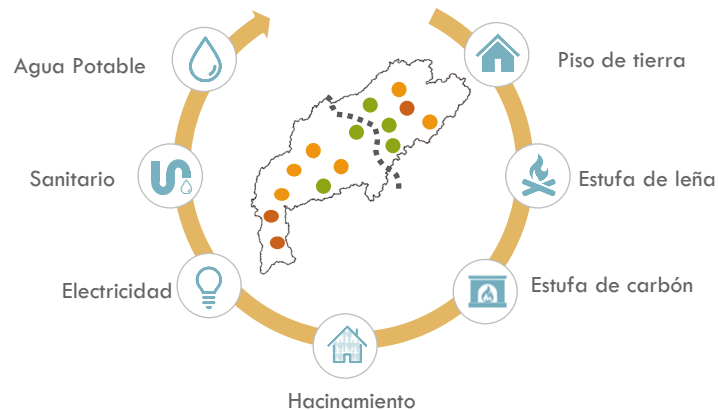 Agua Potable
Piso de tierra
Sanitario
Estufa de leña
Electricidad
Estufa de carbón
Hacinamiento